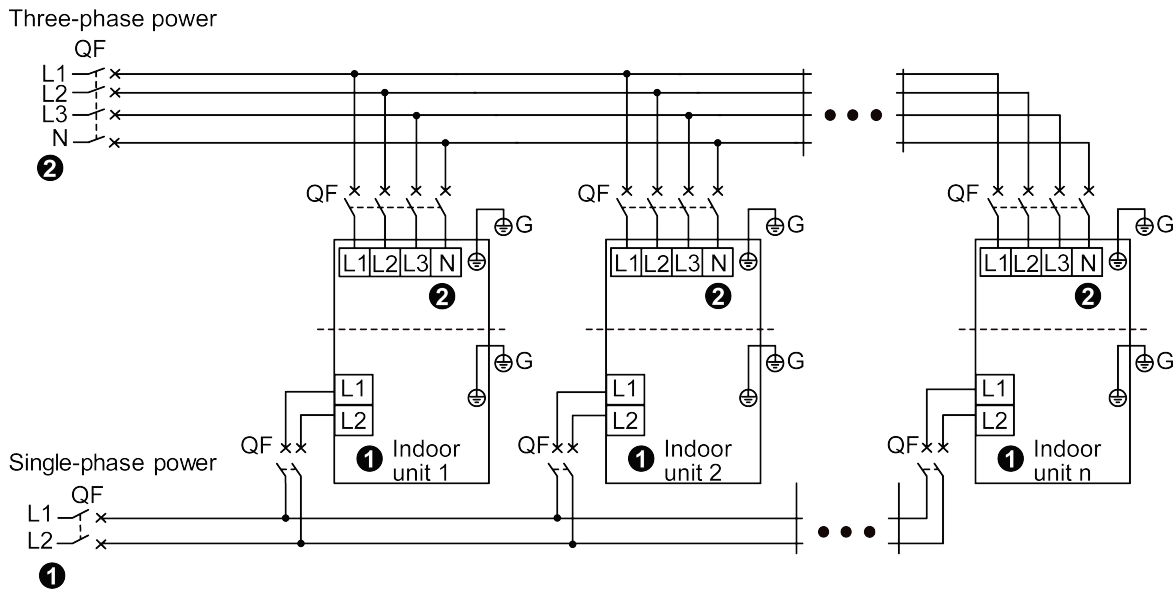 Three-phase power
QF
L1
L2
L3
N
2
QF QF QF
G G G
L1 L2 L3 N L1 L2 L3 N L1 L2 L3 N
2 2 2
G G G
L1 L1 L1
L2 L2 L2
QF QF QF
1 Indoor unit 1
1 Indoor unit 2
1 Indoor unit n
Single-phase power
QF
L1
L2
1